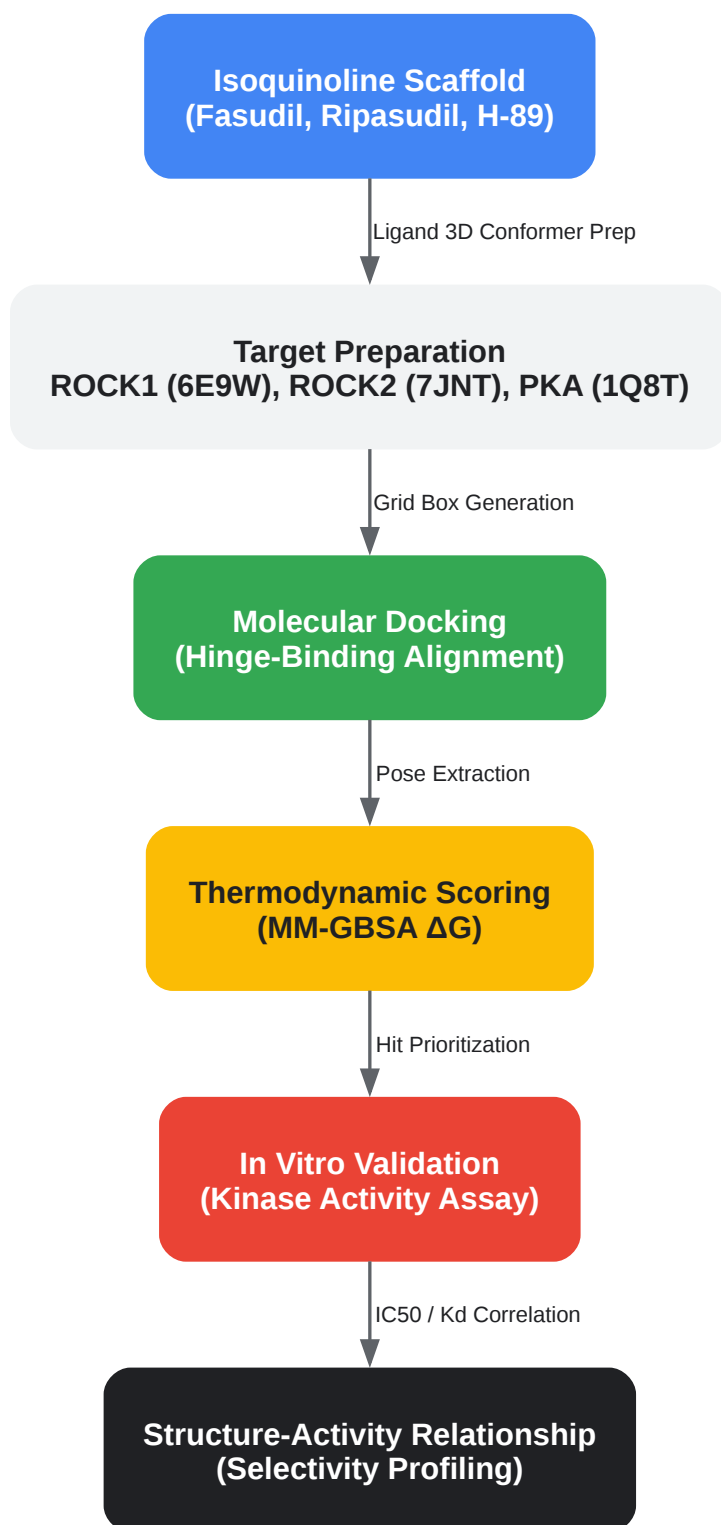 Isoquinoline Scaffold
(Fasudil, Ripasudil, H-89)
Ligand 3D Conformer Prep
Target Preparation
ROCK1 (6E9W), ROCK2 (7JNT), PKA (1Q8T)
Grid Box Generation
Molecular Docking
(Hinge-Binding Alignment)
Pose Extraction
Thermodynamic Scoring
(MM-GBSA ΔG)
Hit Prioritization
In Vitro Validation
(Kinase Activity Assay)
IC50 / Kd Correlation
Structure-Activity Relationship
(Selectivity Profiling)